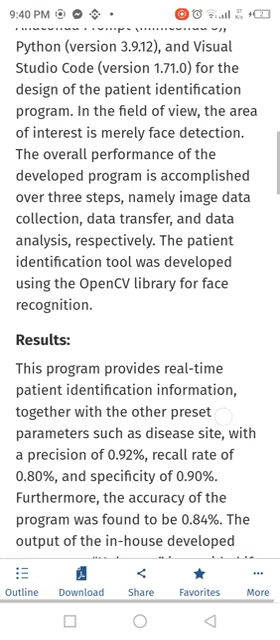 9:40 PM
Python (version 3.9.12), and Visual
Studio Code (version 1.71.0) for the
design of the patient identification
program. In the field of view, the area
of interest is merely face detection.
The overall performance of the
developed program is accomplished
over three steps, namely image data
collection, data transfer, and data
analysis, respectively. The patient
identification tool was developed
using the OpenCV library for face
recognition.
Results:
This program provides real-time
patient identification information,
together with the other preset
parameters such as disease site, with
a precision of 0.92%, recall rate of
0.80%, and specificity of 0.90%.
Furthermore, the accuracy of the
program was found to be 0.84%. The
output of the in-house developed
Outline Download Share Favorites More